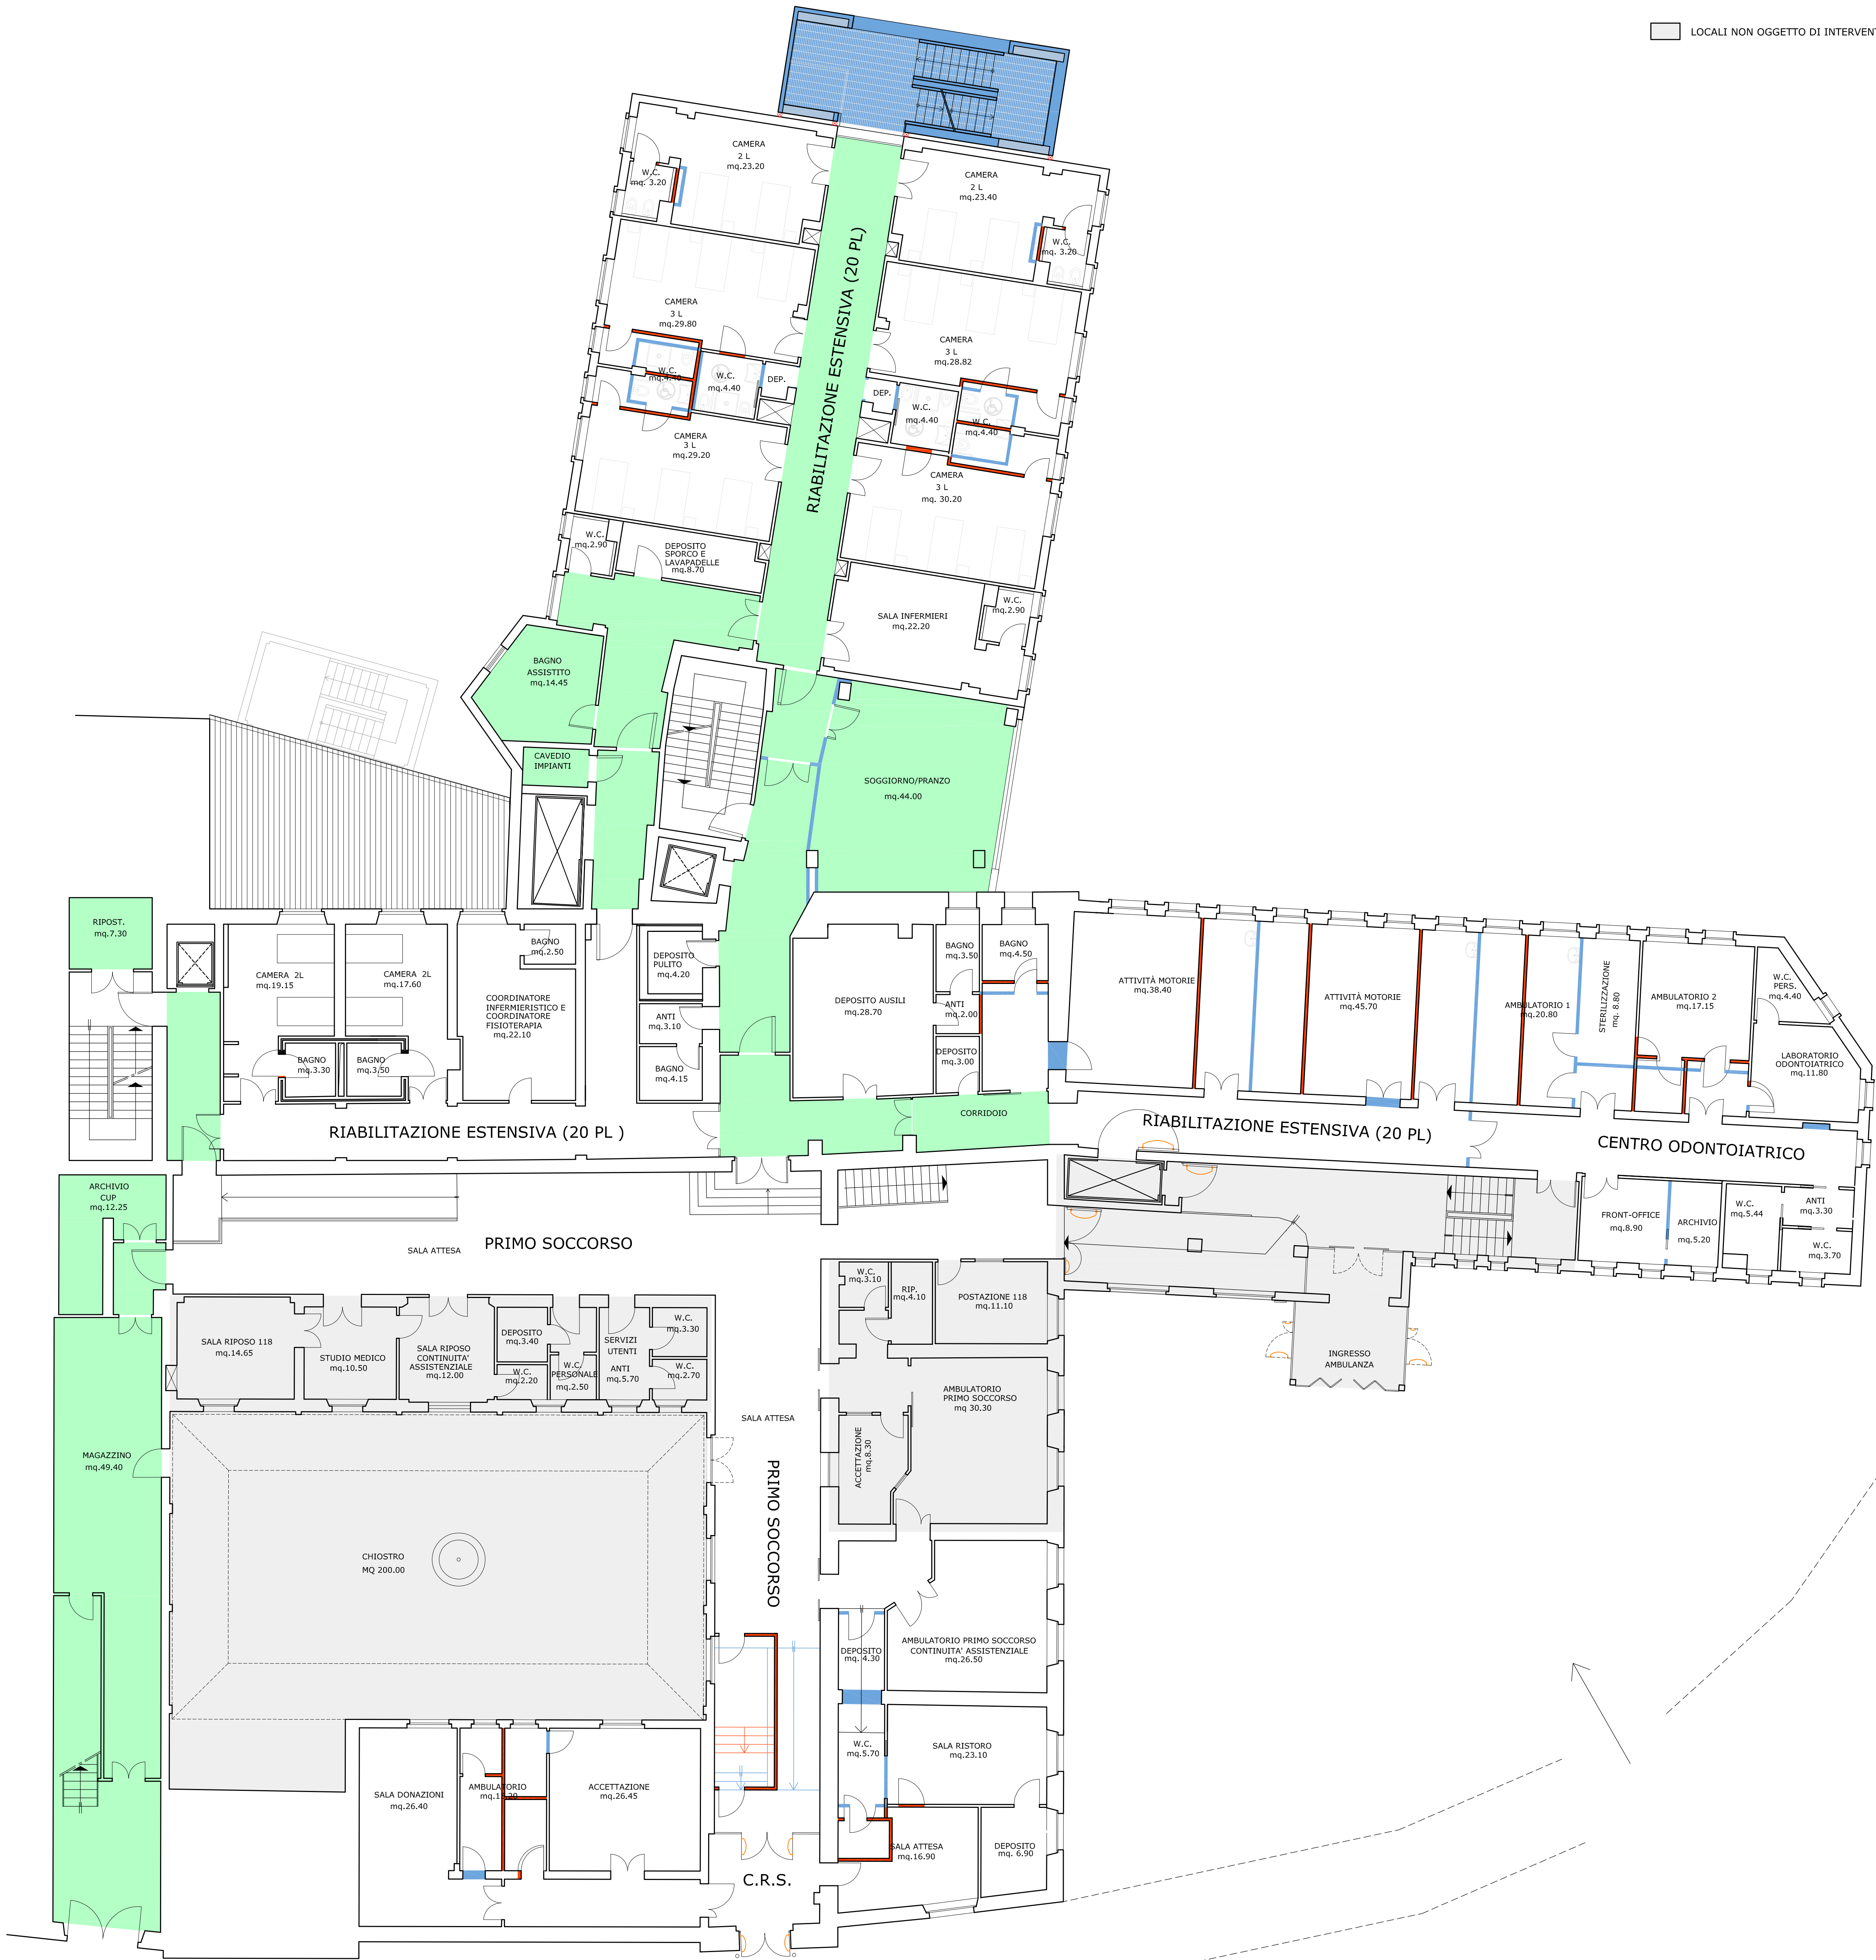 LOCALI NON OGGETTO DI INTERVEN
CAMERA
2 L
mq.23.20
W.C.
mq. 3.20
CAMERA
2 L
mq.23.40
W.C.
mq. 3.20
RIABILITAZIONE ESTENSIVA (20 PL)
CAMERA
3 L
mq.29.80
CAMERA
3 L
mq.28.82
W.C.
mq.4.40
W.C.
mq.4.40
DEP.
DEP.
W.C.
mq.4.40
W.C.
mq.4.40
CAMERA
3 L
mq.29.20
CAMERA
3 L
mq. 30.20
W.C.
mq.2.90
DEPOSITO
SPORCO E
LAVAPADELLE
mq.8.70
SALA INFERMIERI
mq.22.20
W.C.
mq.2.90
BAGNO
ASSISTITO
mq.14.45
CAVEDIO
IMPIANTI
SOGGIORNO/PRANZO
mq.44.00
RIPOST.
mq.7.30
CAMERA 2L
mq.19.15
CAMERA 2L
mq.17.60
BAGNO
mq.2.50
COORDINATORE
INFERMIERISTICO E
COORDINATORE
FISIOTERAPIA
mq.22.10
BAGNO
mq.3.30
BAGNO
mq.3.50
DEPOSITO
PULITO
mq.4.20
ANTI
mq.3.10
BAGNO
mq.4.15
DEPOSITO AUSILI
mq.28.70
BAGNO
mq.3.50
BAGNO
mq.4.50
ANTI
mq.2.00
DEPOSITO
mq.3.00
ATTIVITÀ MOTORIE
mq.38.40
ATTIVITÀ MOTORIE
mq.45.70
AMBULATORIO 1
mq.20.80
STERILIZZAZIONE
mq. 8.80
AMBULATORIO 2
mq.17.15
W.C.
PERS.
mq.4.40
LABORATORIO
ODONTOIATRICO
mq.11.80
CORRIDOIO
RIABILITAZIONE ESTENSIVA (20 PL )
RIABILITAZIONE ESTENSIVA (20 PL)
CENTRO ODONTOIATRICO
ARCHIVIO
CUP
mq.12.25
SALA ATTESA
PRIMO SOCCORSO
FRONT-OFFICE
mq.8.90
ARCHIVIO
mq.5.20
W.C.
mq.5.44
ANTI
mq.3.30
W.C.
mq.3.70
SALA RIPOSO 118
mq.14.65
STUDIO MEDICO
mq.10.50
SALA RIPOSO
CONTINUITA'
ASSISTENZIALE
mq.12.00
DEPOSITO
mq.3.40
W.C.
mq.2.20
W.C.
PERSONALE
mq.2.50
SERVIZI
UTENTI
ANTI
mq.5.70
W.C.
mq.3.30
W.C.
mq.2.70
W.C.
mq.3.10
RIP.
mq.4.10
POSTAZIONE 118
mq.11.10
INGRESSO
AMBULANZA
SALA ATTESA
AMBULATORIO
PRIMO SOCCORSO
mq 30.30
ACCETTAZIONE
mq.8.30
MAGAZZINO
mq.49.40
PRIMO SOCCORSO
CHIOSTRO
MQ 200.00
DEPOSITO
mq. 4.30
AMBULATORIO PRIMO SOCCORSO
CONTINUITA' ASSISTENZIALE
mq.26.50
W.C.
mq.5.70
SALA RISTORO
mq.23.10
SALA DONAZIONI
mq.26.40
AMBULATORIO
ACCETTAZIONE
mq.26.45
SALA ATTESA
mq.16.90
DEPOSITO
mq. 6.90
C.R.S.